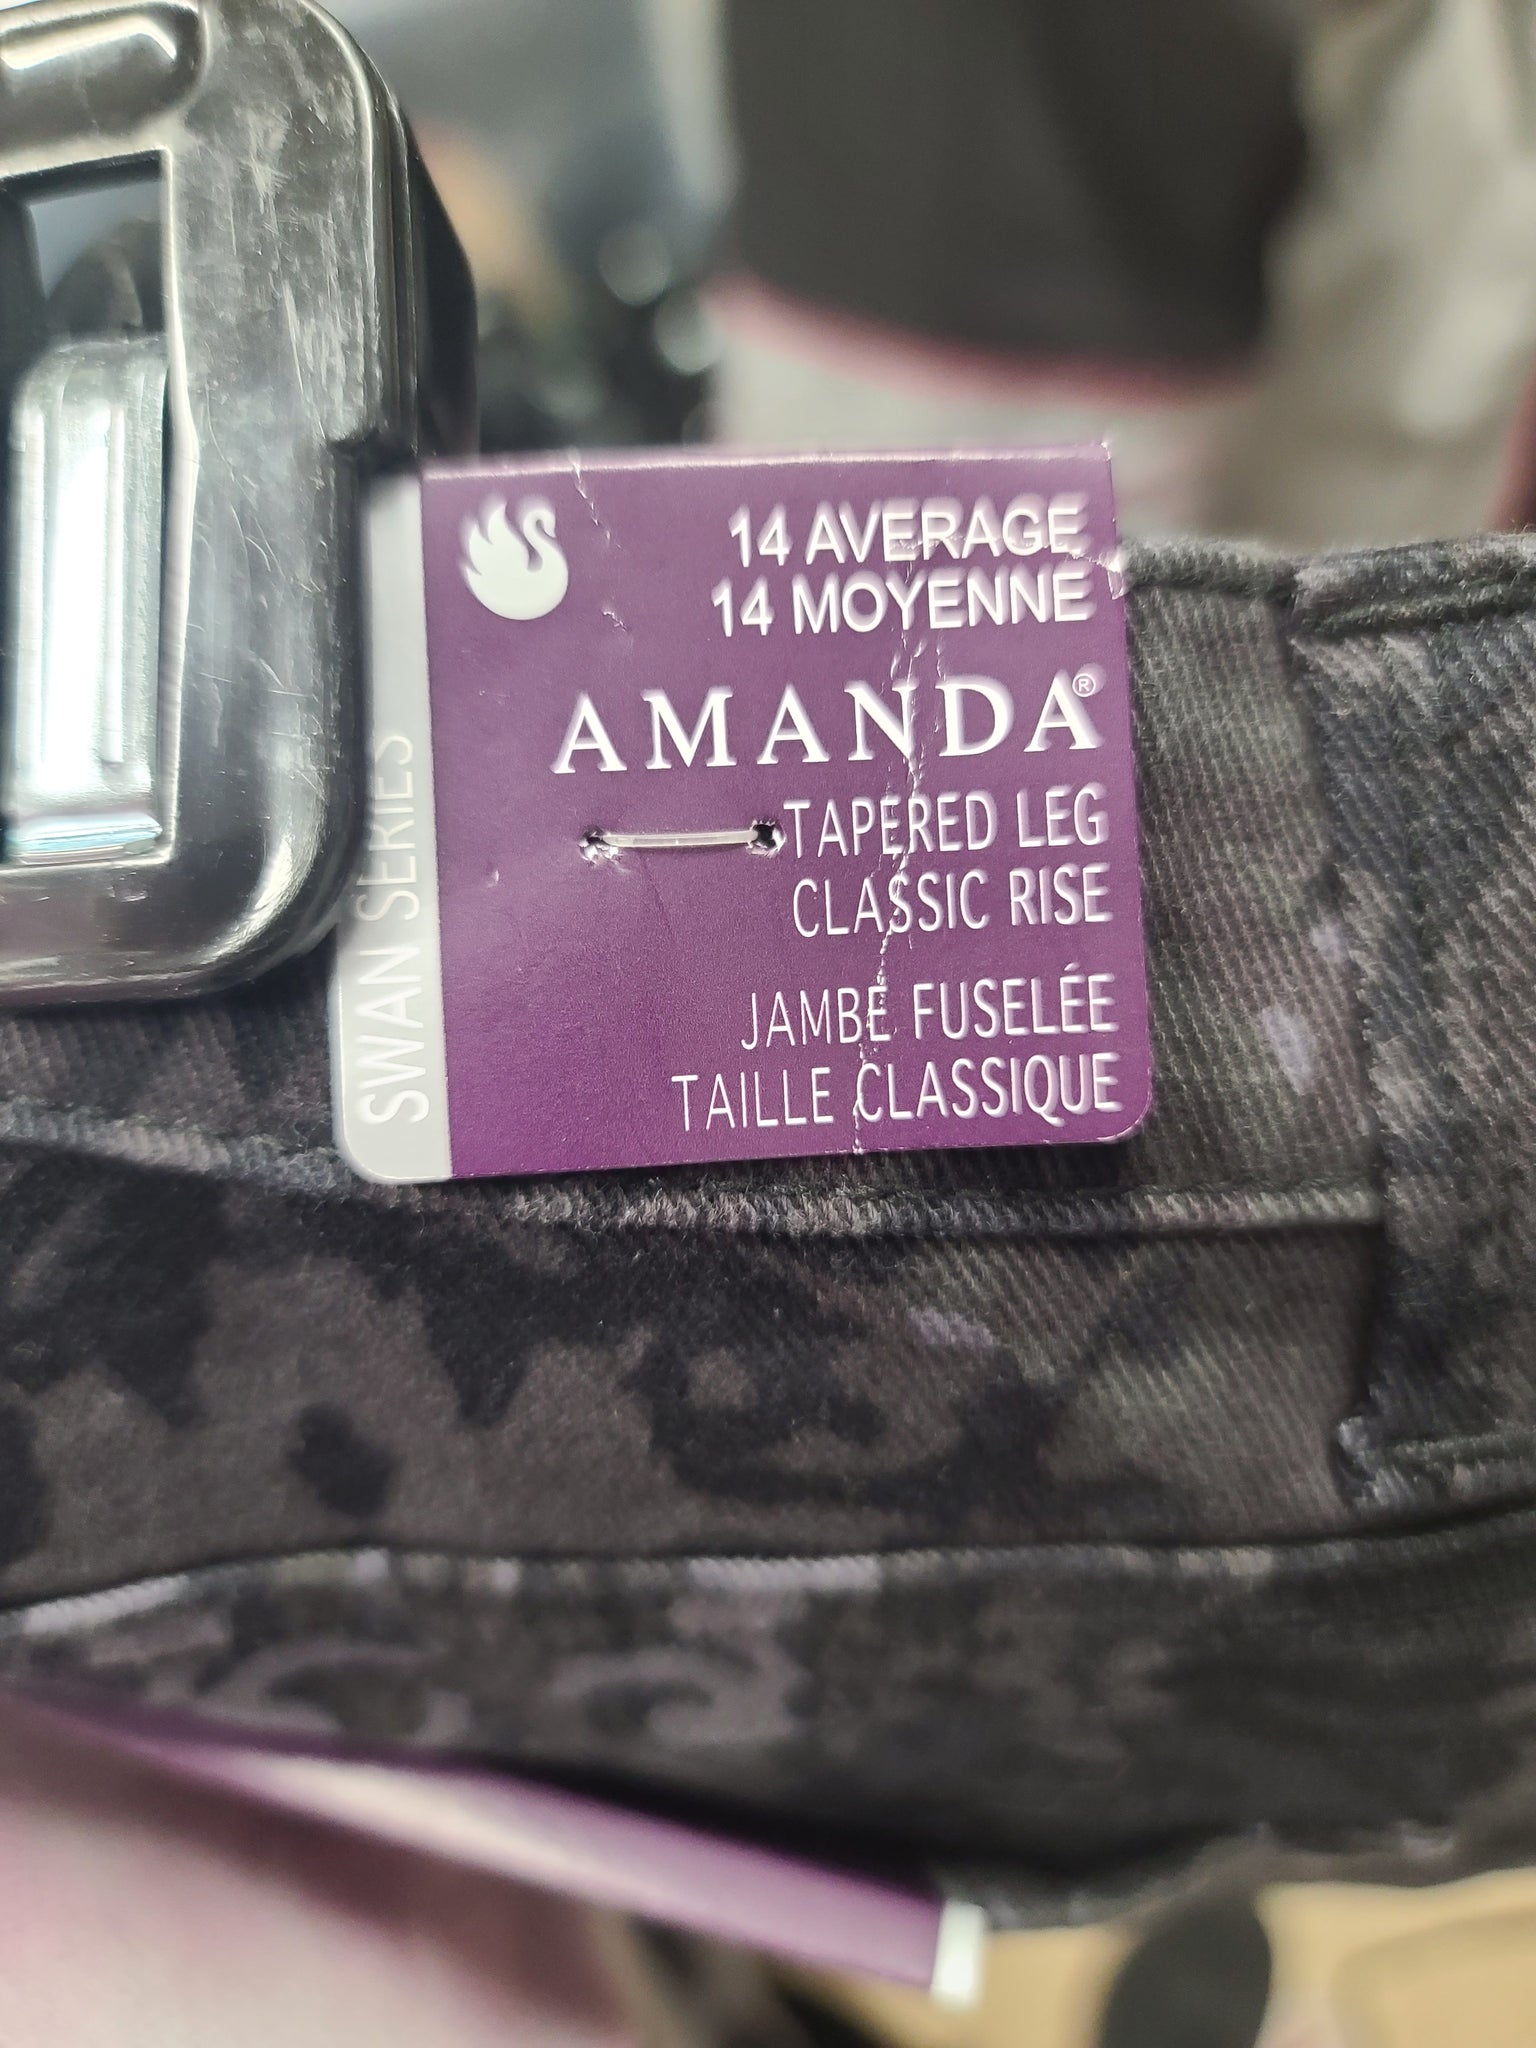 14 AVERAGE
14 MOYENNE
AMANDA®
TAPERED LEG
CLASSIC RISE
JAMBE FUSELÉE
TAILLE CLASSIQUE
SWAN SERIES